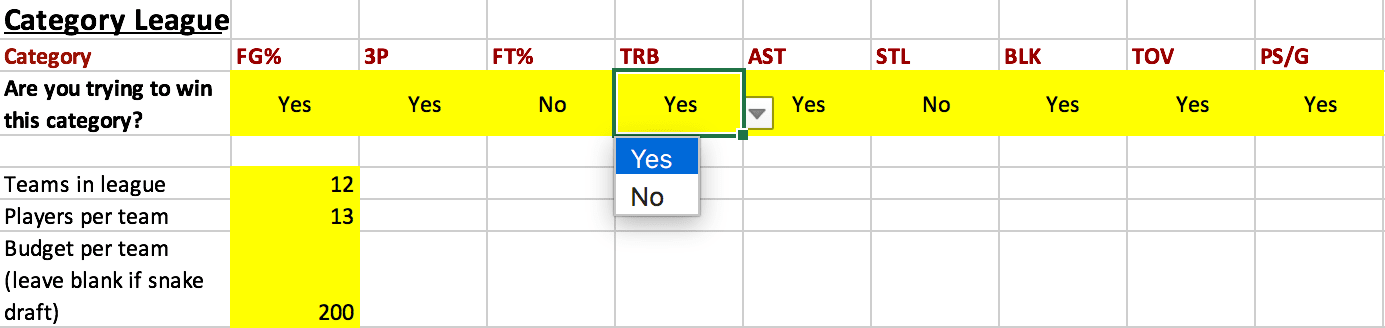 Category League
Category FG% 3P FT% TRB AST STL BLK TOV PS/G
Are you trying to win
this category?
Yes Yes No Yes Yes No Yes Yes Yes
Yes
No
Teams in league 12
Players per team 13
Budget per team
(leave blank if snake
draft) 200